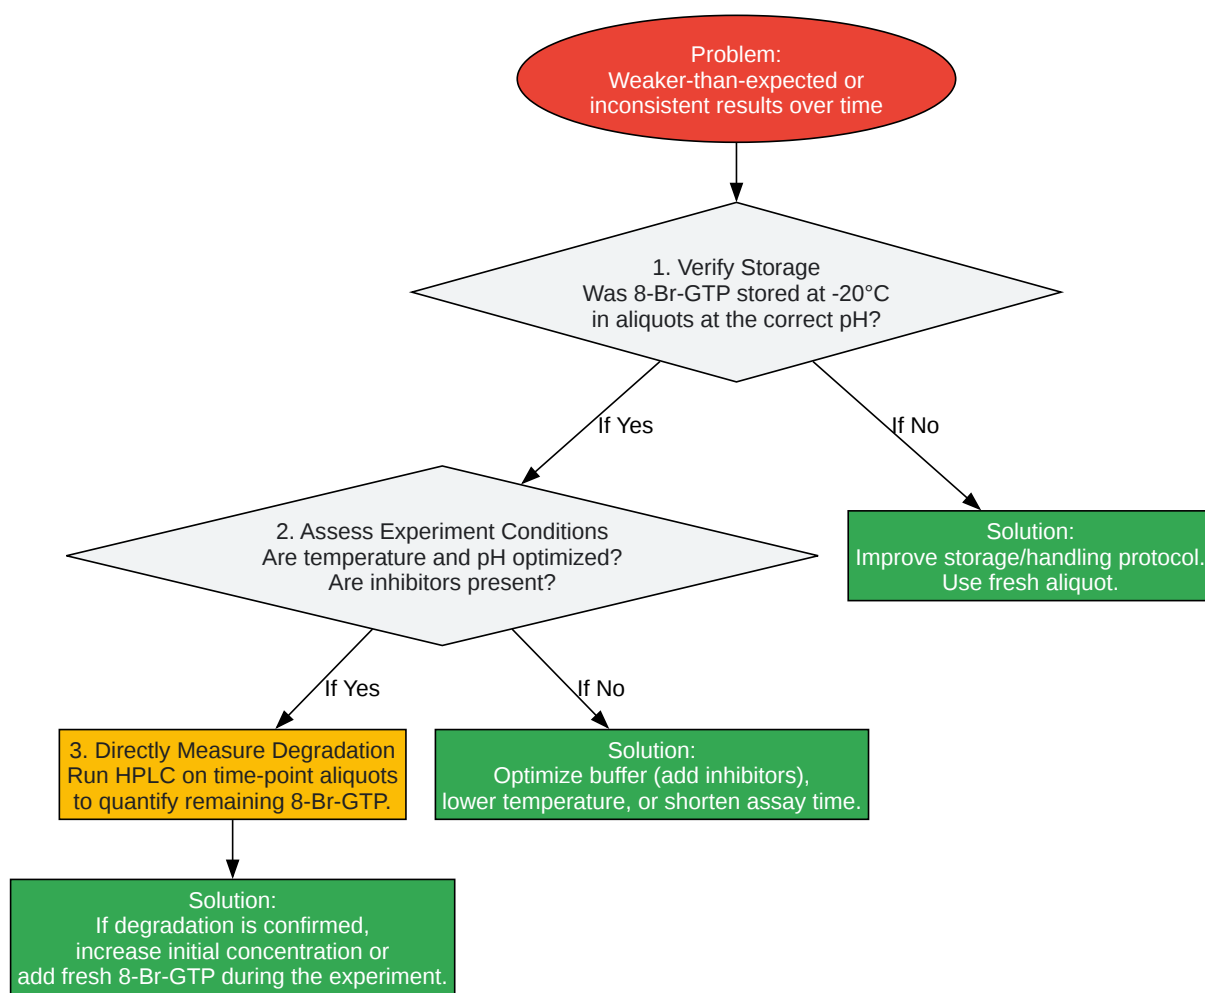 Problem:
Weaker-than-expected or
inconsistent results over time
1. Verify Storage
Was 8-Br-GTP stored at -20°C
in aliquots at the correct pH?
If Yes
If No
2. Assess Experiment Conditions
Are temperature and pH optimized?
Are inhibitors present?
Solution:
Improve storage/handling protocol.
Use fresh aliquot.
If Yes
If No
3. Directly Measure Degradation
Run HPLC on time-point aliquots
to quantify remaining 8-Br-GTP.
Solution:
Optimize buffer (add inhibitors),
lower temperature, or shorten assay time.
Solution:
If degradation is confirmed,
increase initial concentration or
add fresh 8-Br-GTP during the experiment.